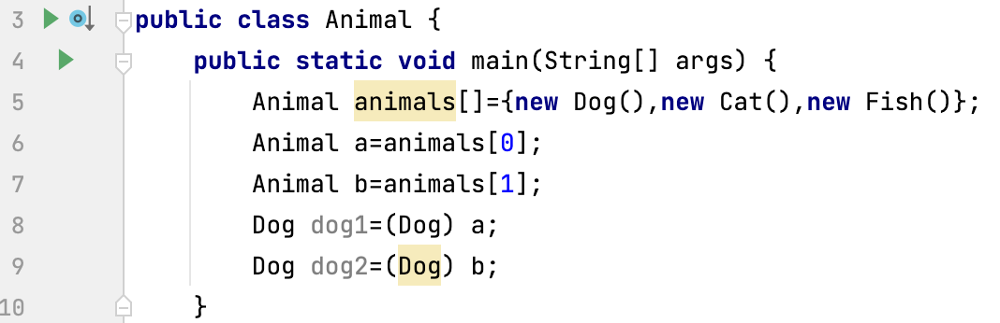 3 public class Animal {
4 public static void main(String[] args) {
5 Animal animals[]={new Dog(),new Cat(),new Fish()};
6 Animal a=animals[0];
7 Animal b=animals[1];
8 Dog dog1=(Dog) a;
9 Dog dog2=(Dog) b;
10 }